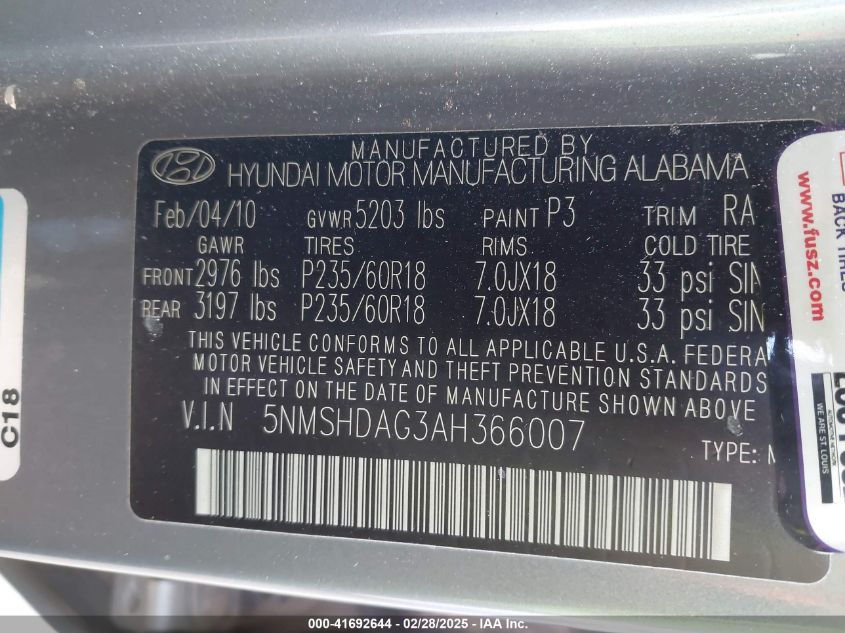 MANUFACTURED BY
HYUNDAI MOTOR MANUFACTURING ALABAMA
Feb/04/10 GVWR 5203 lbs PAINT P3 TRIM RA
GAWR TIRES RIMS COLD TIRE
FRONT 2976 lbs P235/60R18 7.0JX18 33 psi SIN
REAR 3197 lbs P235/60R18 7.0JX18 33 psi SIN
THIS VEHICLE CONFORMS TO ALL APPLICABLE U.S.A. FEDERA
MOTOR VEHICLE SAFETY AND THEFT PREVENTION STANDARDS
IN EFFECT ON THE DATE OF MANUFACTURE SHOWN ABOVE
V.I.N 5NMSHDAG3AH366007
TYPE:
C18
www.fusz.com
BACK TIRES
WE ARE ST. LOUIS
000-41692644 - 02/28/2025 - IAA Inc.